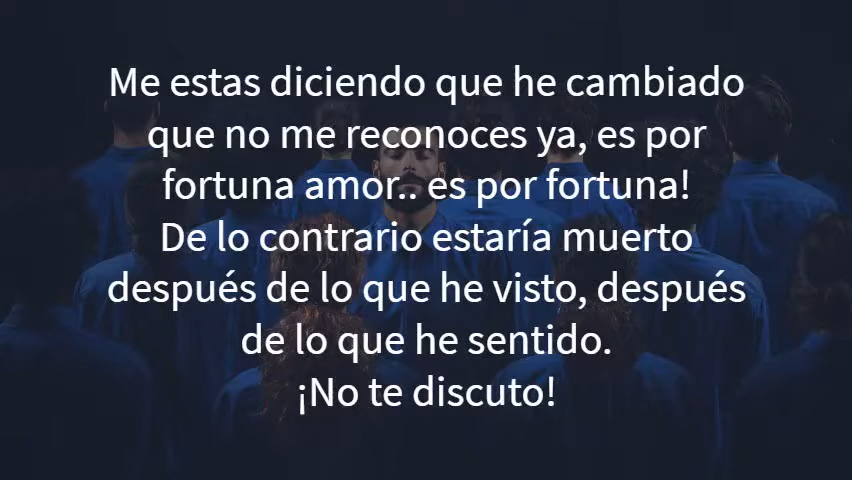 Me estas diciendo que he cambiado
que no me reconoces ya, es por
fortuna amor.. es por fortuna!
De lo contrario estaría muerto
después de lo que he visto, después
de lo que he sentido.
¡No te discuto!